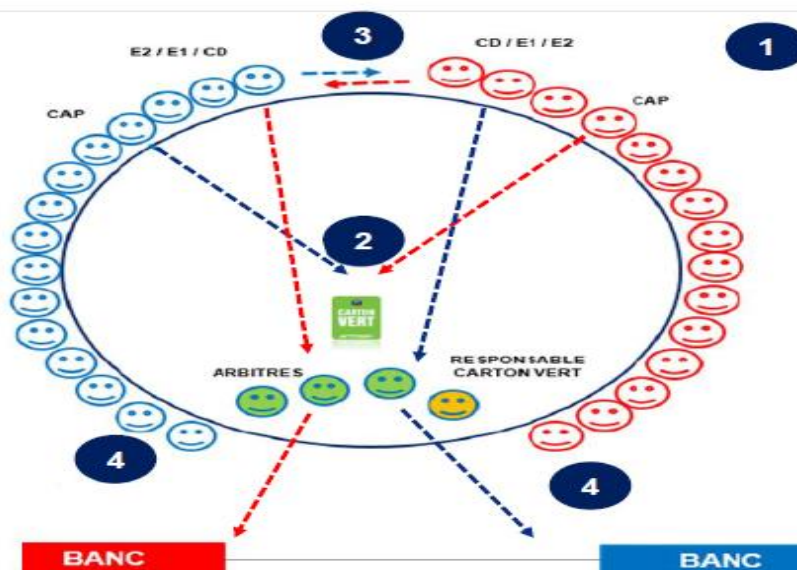 3
1
E2 / E1 / CD
CD / E1 / E2
CAP
CAP
2
CARTON
VERT
ARBITRES
RESPONSABLE
CARTON VERT
4
4
BANC
BANC